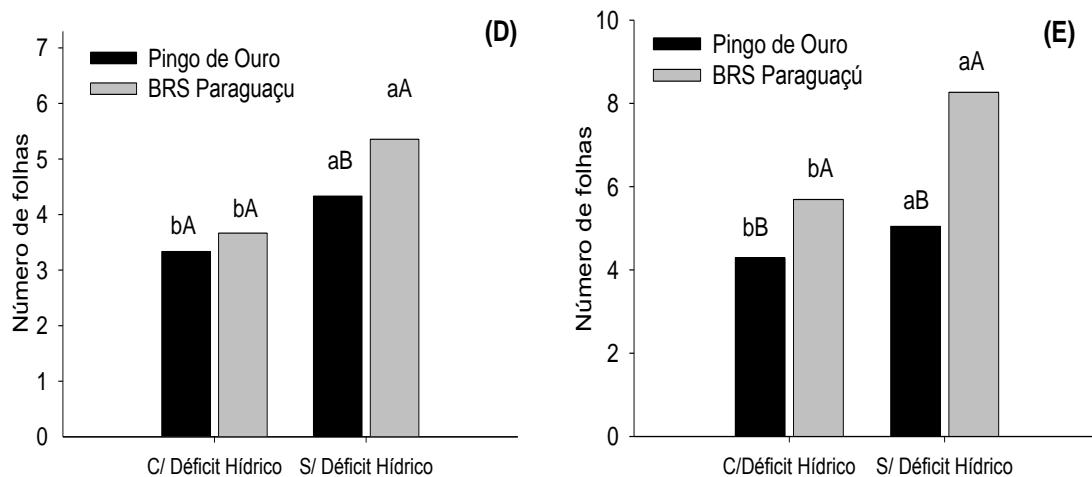 (D)
Pingo de Ouro
BRS Paraguaçu
Número de folhas
7
6
5
4
3
2
1
0
bA
bA
aB
aA
C/ Déficit Hídrico
S/ Déficit Hídrico
(E)
Pingo de Ouro
BRS Paraguaçú
Número de folhas
10
8
6
4
2
0
bB
bA
aB
aA
C/Déficit Hídrico
S/ Déficit Hídrico